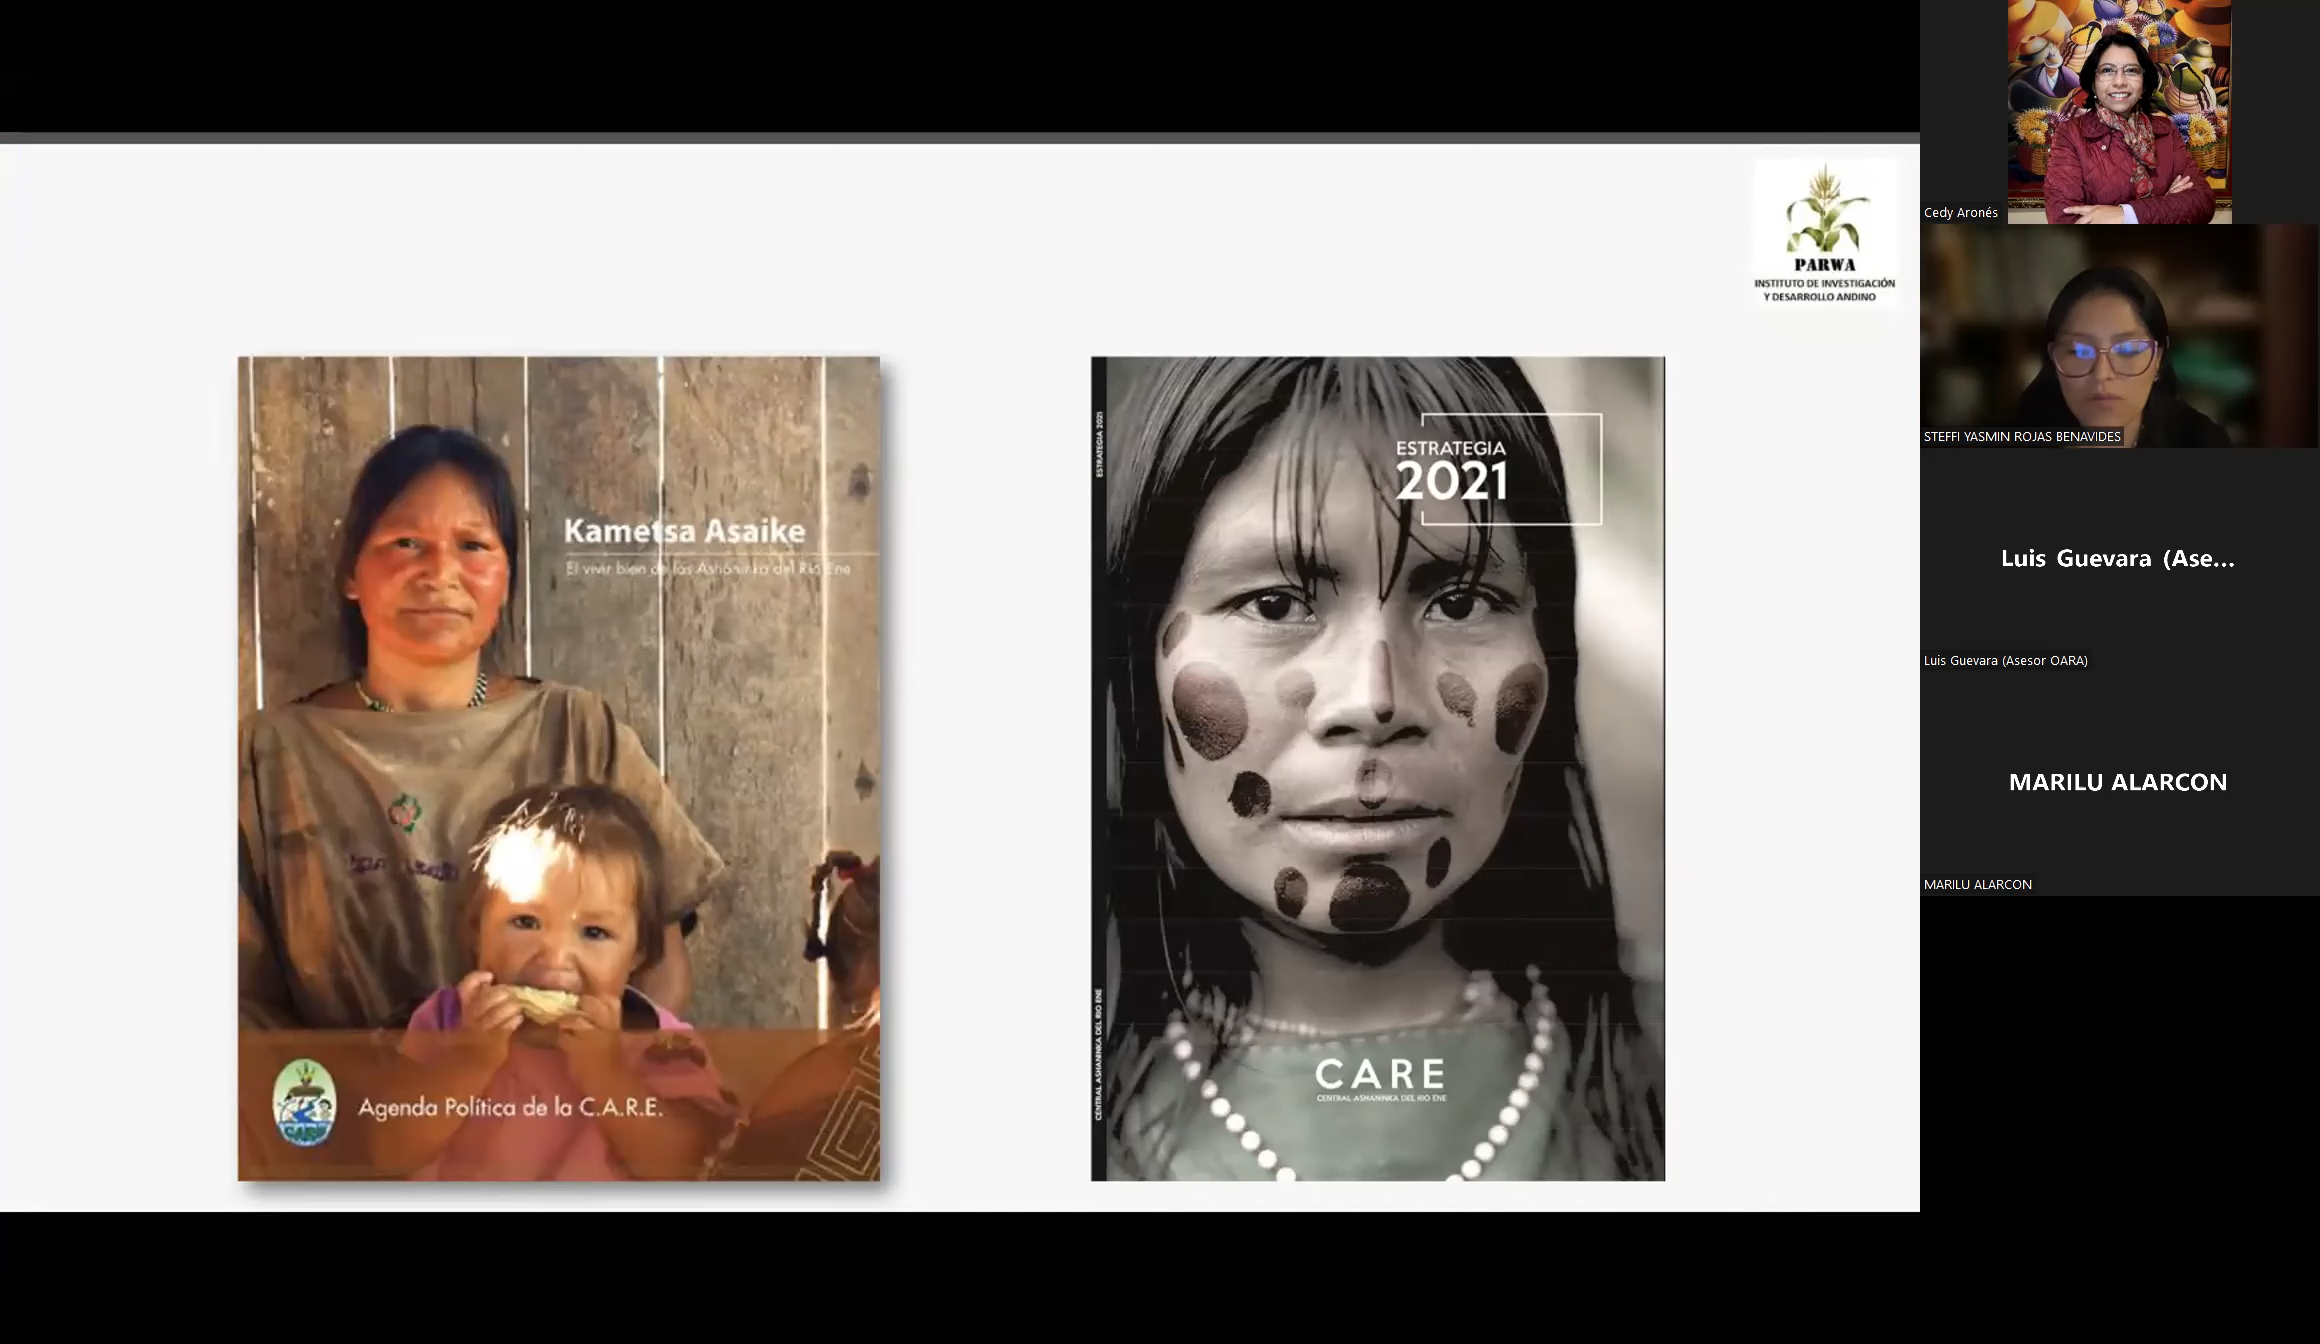 PARWA
INSTITUTO DE INVESTIGACIÓN
Y DESARROLLO ANDINO
Kametsa Asaike
El vivir bien de los Ashaninka del Río Ene
Agenda Política de la C.A.R.E.
ESTRATEGIA 2021
CENTRAL ASHANINKA DEL RIO ENE
ESTRATEGIA
2021
CARE
CENTRAL ASHANINKA DEL RIO ENE
Cedy Aronés
STEFFI YASMIN ROJAS BENAVIDES
Luis Guevara (Ase...
Luis Guevara (Asesor OARA)
MARILU ALARCON
MARILU ALARCON